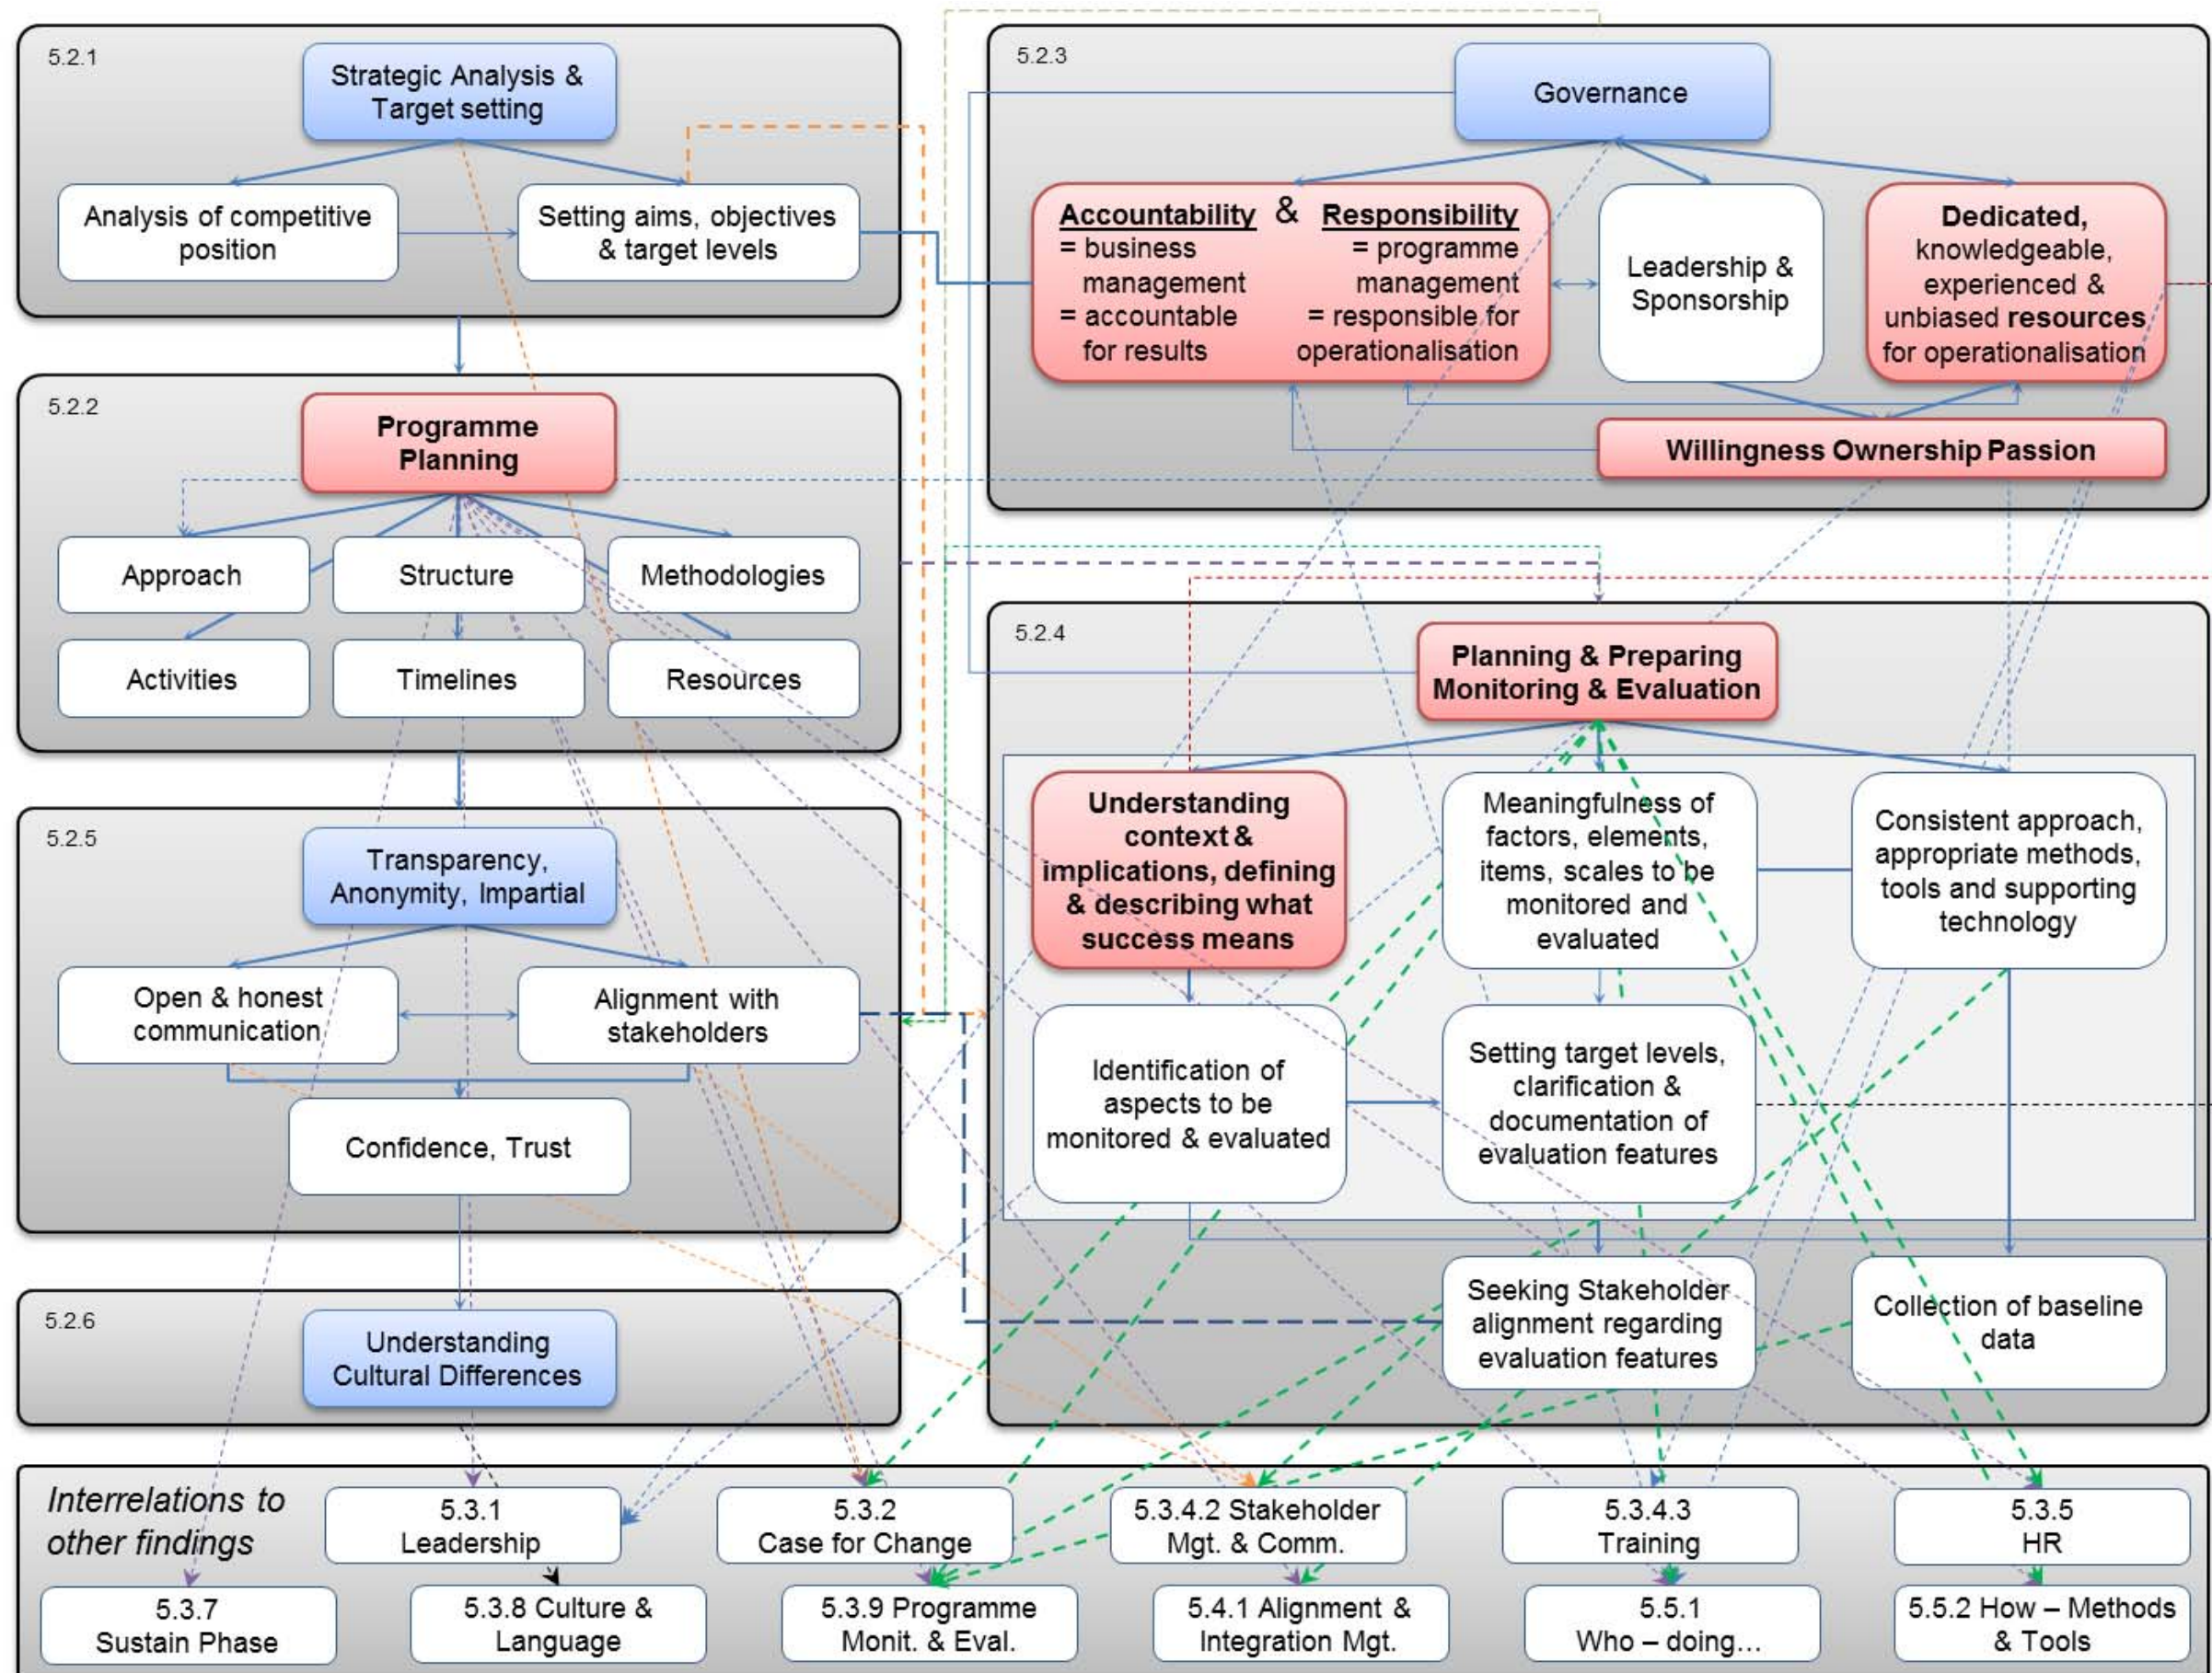 5.2.1
Strategic Analysis &
Target setting
Analysis of competitive
position
Setting aims, objectives
& target levels
5.2.2
Programme
Planning
Approach
Structure
Methodologies
Activities
Timelines
Resources
5.2.5
Transparency,
Anonymity, Impartial
Open & honest
communication
Alignment with
stakeholders
Confidence, Trust
5.2.6
Understanding
Cultural Differences
5.2.3
Governance
Accountability & Responsibility
= business
management
= accountable
for results
= programme
management
= responsible for
operationalisation
Leadership &
Sponsorship
Dedicated,
knowledgeable,
experienced &
unbiased resources
for operationalisation
Willingness Ownership Passion
5.2.4
Planning & Preparing
Monitoring & Evaluation
Understanding
context &
implications, defining
& describing what
success means
Meaningfulness of
factors, elements,
items, scales to be
monitored and
evaluated
Consistent approach,
appropriate methods,
tools and supporting
technology
Identification of
aspects to be
monitored & evaluated
Setting target levels,
clarification &
documentation of
evaluation features
Seeking Stakeholder
alignment regarding
evaluation features
Collection of baseline
data
Interrelations to
other findings
5.3.1
Leadership
5.3.2
Case for Change
5.3.4.2 Stakeholder
Mgt. & Comm.
5.3.4.3
Training
5.3.5
HR
5.3.7
Sustain Phase
5.3.8 Culture &
Language
5.3.9 Programme
Monit. & Eval.
5.4.1 Alignment &
Integration Mgt.
5.5.1
Who – doing…
5.5.2 How – Methods
& Tools